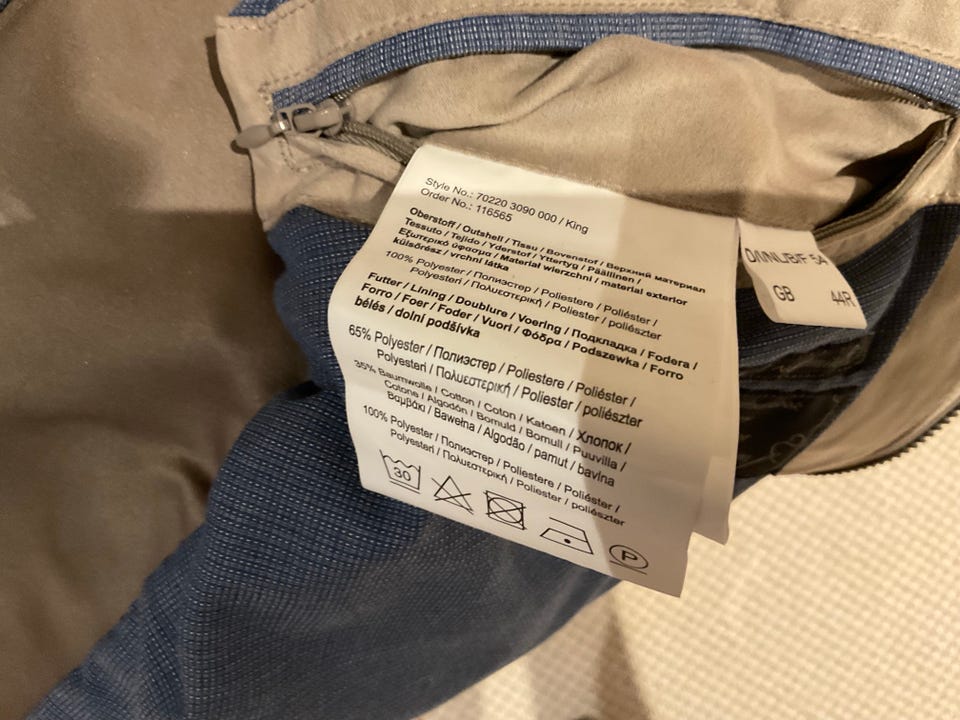 Style No.: 70220 3090 000 / King
Order No.: 116565
Oberstoff / Outshell / Tissu / Bovenstof / Верхний материал
Tessuto / Tejido / Yderstof / Yttertyg / Päällinen /
Εξωτερικό ύφασμα / Material wierzchni / material exterior
külsőrész / vrchní látka
100% Polyester / Полиэстер / Poliestere / Poliéster /
Polyesteri / Πολυεστερική / Poliester / poliészter
Futter / Lining / Doublure / Voering / Подкладка / Fodera /
Forro / Foer / Foder / Vuori / Φόδρα / Podszewka / Forro
bélés / dolní podšívka
65% Polyester / Полиэстер / Poliestere / Poliéster /
Polyesteri / Πολυεστερική / Poliester / poliészter
35% Baumwolle / Cotton / Coton / Katoen / Хлопок /
Cotone / Algodón / Bomuld / Bomull / Puuvilla /
Βαμβάκι / Bawełna / Algodão / pamut / bavlna
100% Polyester / Полиэстер / Poliestere / Poliéster /
Polyesteri / Πολυεστερική / Poliester / poliészter
30
P
D/I/NL/B/F 54
GB 44R